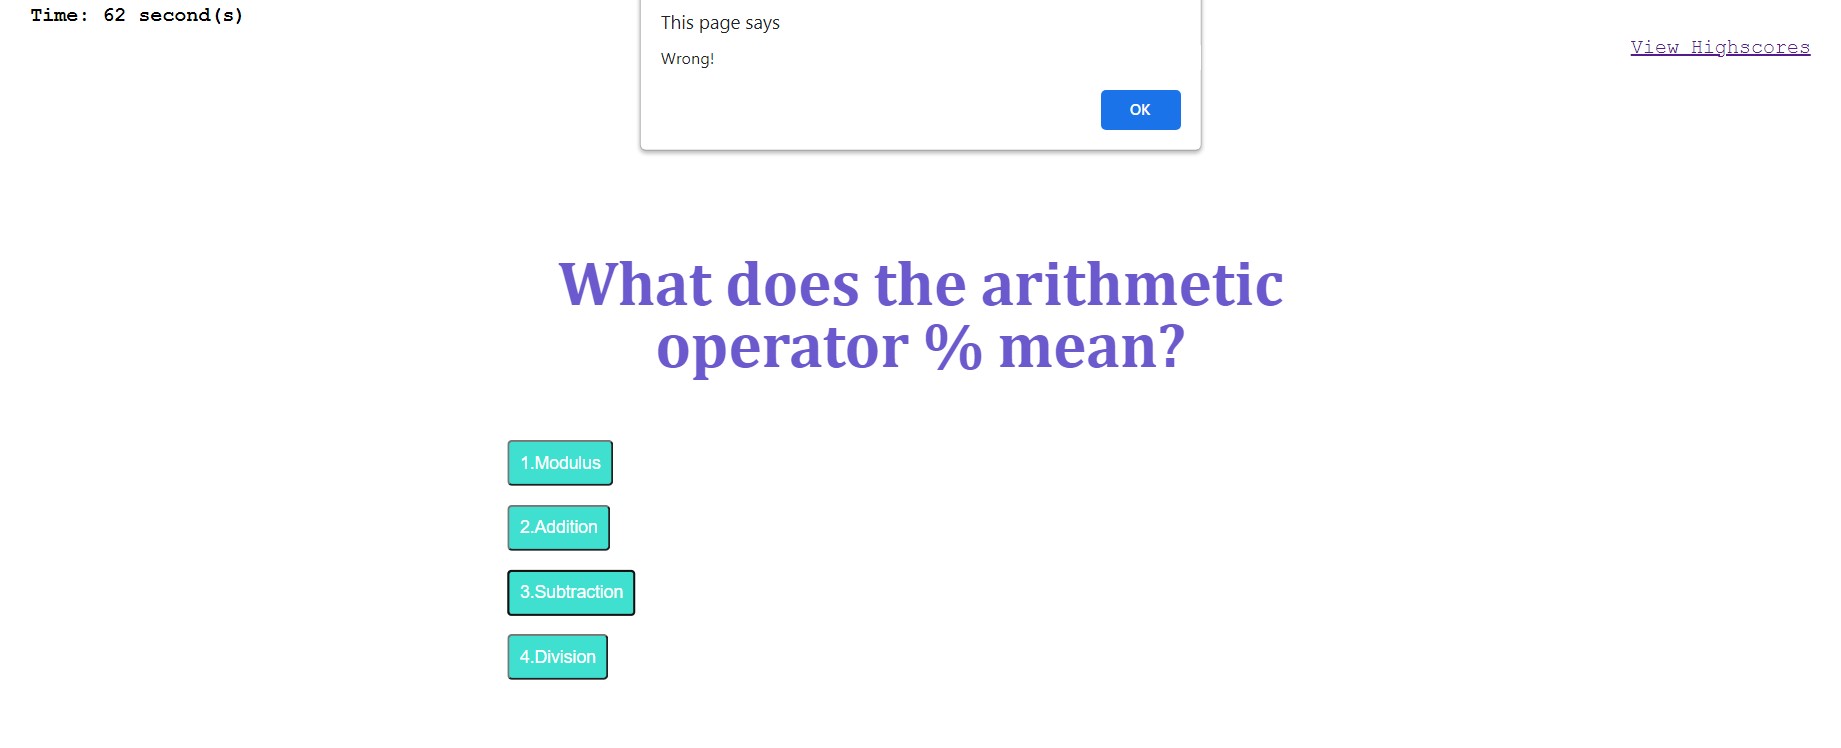 Time: 62 second(s)
This page says
Wrong!
OK
View Highscores
What does the arithmetic
operator % mean?
1.Modulus
2.Addition
3.Subtraction
4.Division